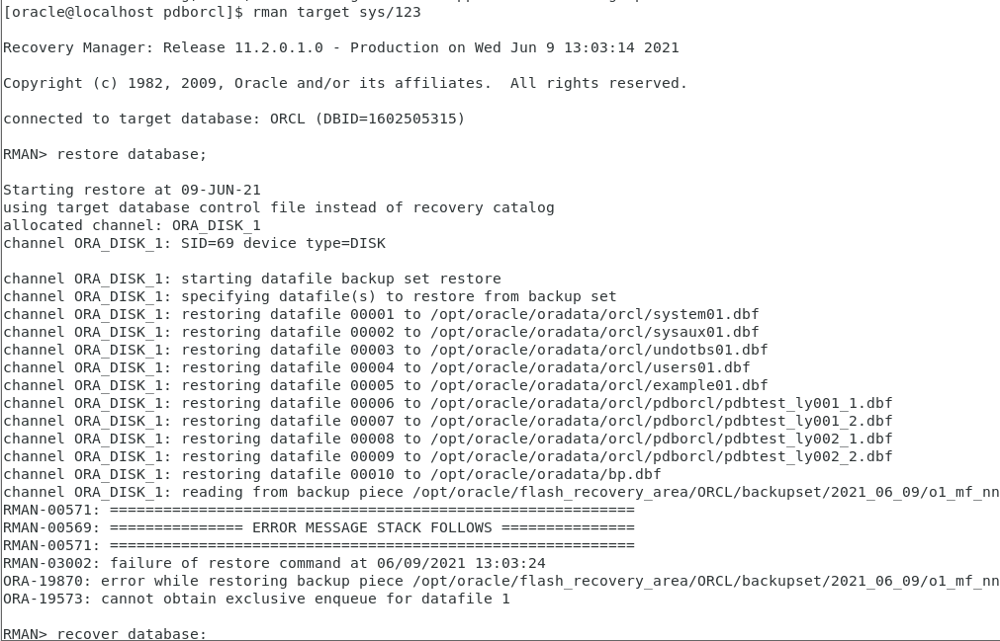 [oracle@localhost pdborcl]$ rman target sys/123
Recovery Manager: Release 11.2.0.1.0 - Production on Wed Jun 9 13:03:14 2021
Copyright (c) 1982, 2009, Oracle and/or its affiliates.  All rights reserved.
connected to target database: ORCL (DBID=1602505315)
RMAN> restore database;
Starting restore at 09-JUN-21
using target database control file instead of recovery catalog
allocated channel: ORA_DISK_1
channel ORA_DISK_1: SID=69 device type=DISK
channel ORA_DISK_1: starting datafile backup set restore
channel ORA_DISK_1: specifying datafile(s) to restore from backup set
channel ORA_DISK_1: restoring datafile 00001 to /opt/oracle/oradata/orcl/system01.dbf
channel ORA_DISK_1: restoring datafile 00002 to /opt/oracle/oradata/orcl/sysaux01.dbf
channel ORA_DISK_1: restoring datafile 00003 to /opt/oracle/oradata/orcl/undotbs01.dbf
channel ORA_DISK_1: restoring datafile 00004 to /opt/oracle/oradata/orcl/users01.dbf
channel ORA_DISK_1: restoring datafile 00005 to /opt/oracle/oradata/orcl/example01.dbf
channel ORA_DISK_1: restoring datafile 00006 to /opt/oracle/oradata/orcl/pdborcl/pdbtest_ly001_1.dbf
channel ORA_DISK_1: restoring datafile 00007 to /opt/oracle/oradata/orcl/pdborcl/pdbtest_ly001_2.dbf
channel ORA_DISK_1: restoring datafile 00008 to /opt/oracle/oradata/orcl/pdborcl/pdbtest_ly002_1.dbf
channel ORA_DISK_1: restoring datafile 00009 to /opt/oracle/oradata/orcl/pdborcl/pdbtest_ly002_2.dbf
channel ORA_DISK_1: restoring datafile 00010 to /opt/oracle/oradata/bp.dbf
channel ORA_DISK_1: reading from backup piece /opt/oracle/flash_recovery_area/ORCL/backupset/2021_06_09/o1_mf_nn
RMAN-00571: ===========================================================
RMAN-00569: =============== ERROR MESSAGE STACK FOLLOWS ===============
RMAN-00571: ===========================================================
RMAN-03002: failure of restore command at 06/09/2021 13:03:24
ORA-19870: error while restoring backup piece /opt/oracle/flash_recovery_area/ORCL/backupset/2021_06_09/o1_mf_nn
ORA-19573: cannot obtain exclusive enqueue for datafile 1
RMAN> recover database: